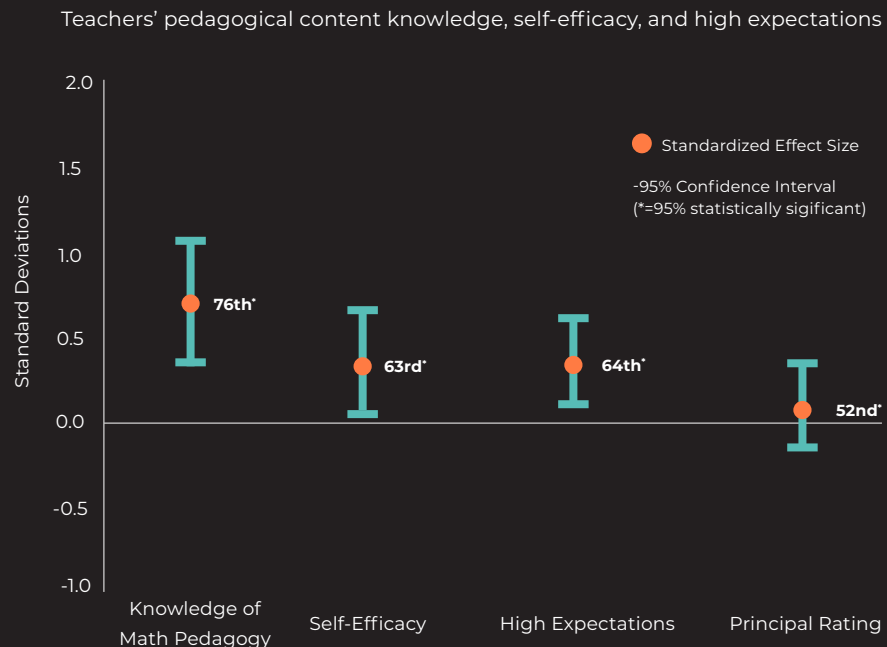 Teachers' pedagogical content knowledge, self-efficacy, and high expectations
2.0
Standardized Effect Size
1.5
-95% Confidence Interval
(*=95% statistically sigificant)
Standard Deviations
1.0
76th*
0.5
63rd*
64th*
52nd*
0.0
-0.5
-1.0
Knowledge of
Math Pedagogy
Self-Efficacy
High Expectations
Principal Rating